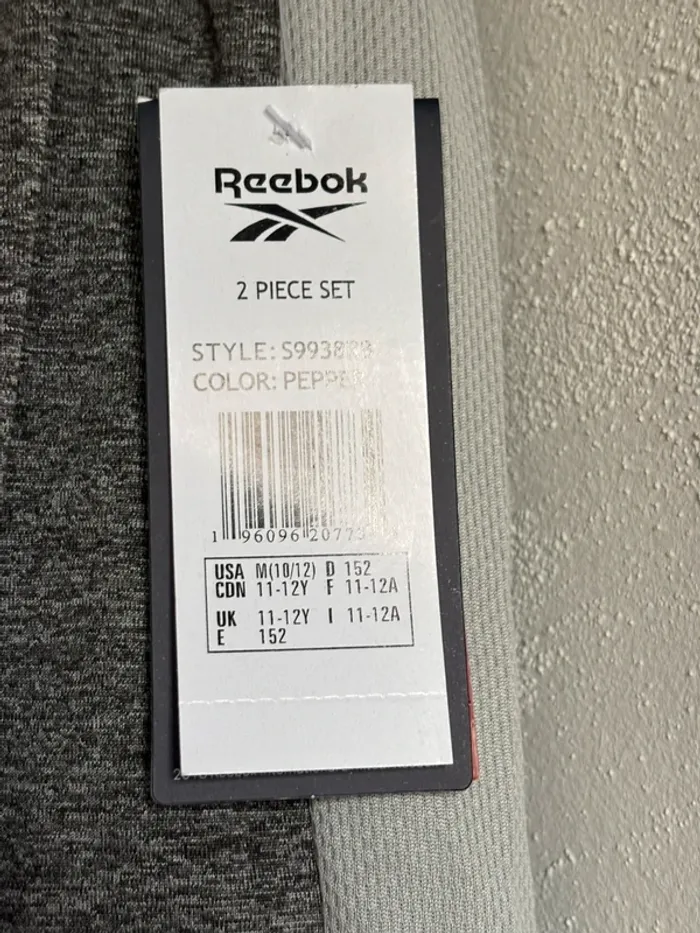 Reebok
2 PIECE SET
STYLE:
COLOR: PEPPER
1 96096
USA M(10/12) D 152
CDN 11-12Y F 11-12A
UK 11-12Y I 11-12A
E 152